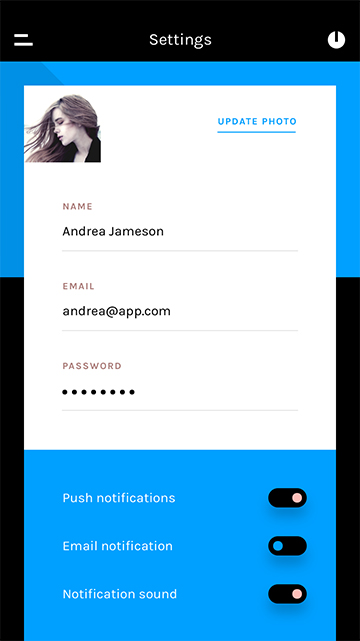 Settings
UPDATE PHOTO
NAME
Andrea Jameson
EMAIL
andrea@app.com
PASSWORD
••••••••
Push notifications
Email notification
Notification sound